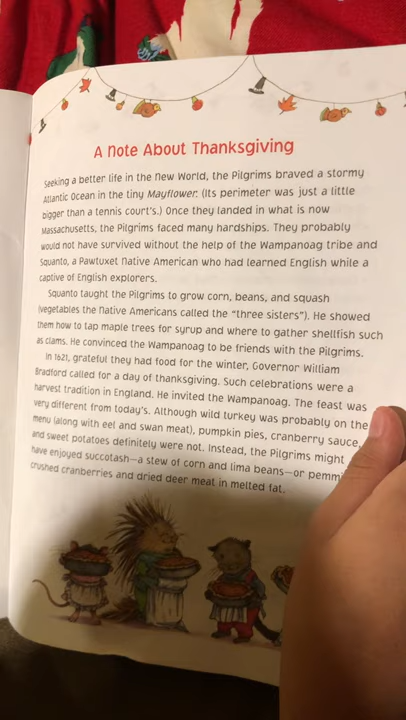 A Note About Thanksgiving
Seeking a better life in the New World, the Pilgrims braved a stormy
Atlantic Ocean in the tiny Mayflower. (Its perimeter was just a little
bigger than a tennis court's.) Once they landed in what is now
Massachusetts, the Pilgrims faced many hardships. They probably
would not have survived without the help of the Wampanoag tribe and
Squanto, a Pawtuxet Native American who had learned English while a
captive of English explorers.
Squanto taught the Pilgrims to grow corn, beans, and squash
(vegetables the Native Americans called the "three sisters"). He showed
them how to tap maple trees for syrup and where to gather shellfish such
as clams. He convinced the Wampanoag to be friends with the Pilgrims.
In 1621, grateful they had food for the winter, Governor William
Bradford called for a day of thanksgiving. Such celebrations were a
harvest tradition in England. He invited the Wampanoag. The feast was
very different from today's. Although wild turkey was probably on the
menu (along with eel and swan meat), pumpkin pies, cranberry sauce,
and sweet potatoes definitely were not. Instead, the Pilgrims might
have enjoyed succotash—a stew of corn and lima beans—or
crushed cranberries and dried deer meat in melted fat.